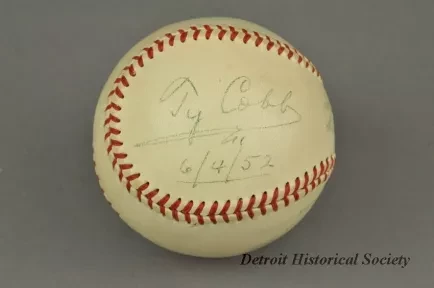 Ty Cobb
6/4/52
Detroit Historical Society